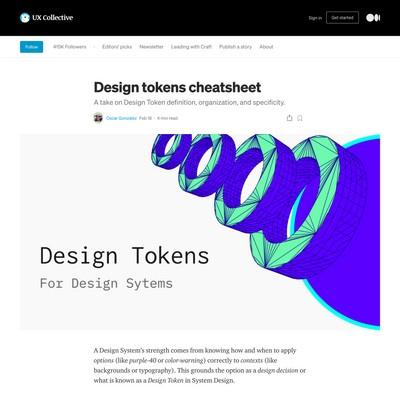 UX Collective
Sign in
Get started
Follow
415K Followers
Editors' picks
Newsletter
Leading with Craft
Publish a story
About
Design tokens cheatsheet
A take on Design Token definition, organization, and specificity.
Oscar Gonzalez Feb 18 · 4 min read
Design Tokens
For Design Sytems
A Design System's strength comes from knowing how and when to apply
options (like purple-40 or color-warning) correctly to contexts (like
backgrounds or typography). This grounds the option as a design decision or
what is known as a Design Token in System Design.